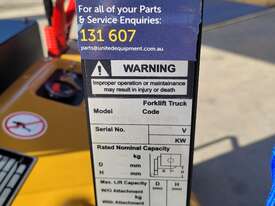 For all of your Parts
& Service Enquiries:
131 607
parts@unitedequipment.com.au
WARNING
Improper operation or maintainance
may result in injury or death
Forklift Truck
Model Code
Serial No. V
KW
Rated Nominal Capacity
kg
D mm
H mm
Max. Lift Capacity D H
W/O Attachment kg
With Attachment